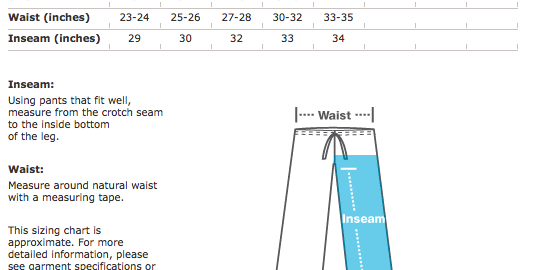 Waist (inches) 23-24 25-26 27-28 30-32 33-35
Inseam (inches) 29 30 32 33 34
Inseam:
Using pants that fit well,
measure from the crotch seam
to the inside bottom
of the leg.
Waist:
Measure around natural waist
with a measuring tape.
This sizing chart is
approximate. For more
detailed information, please
see garment specifications or
Waist
Inseam